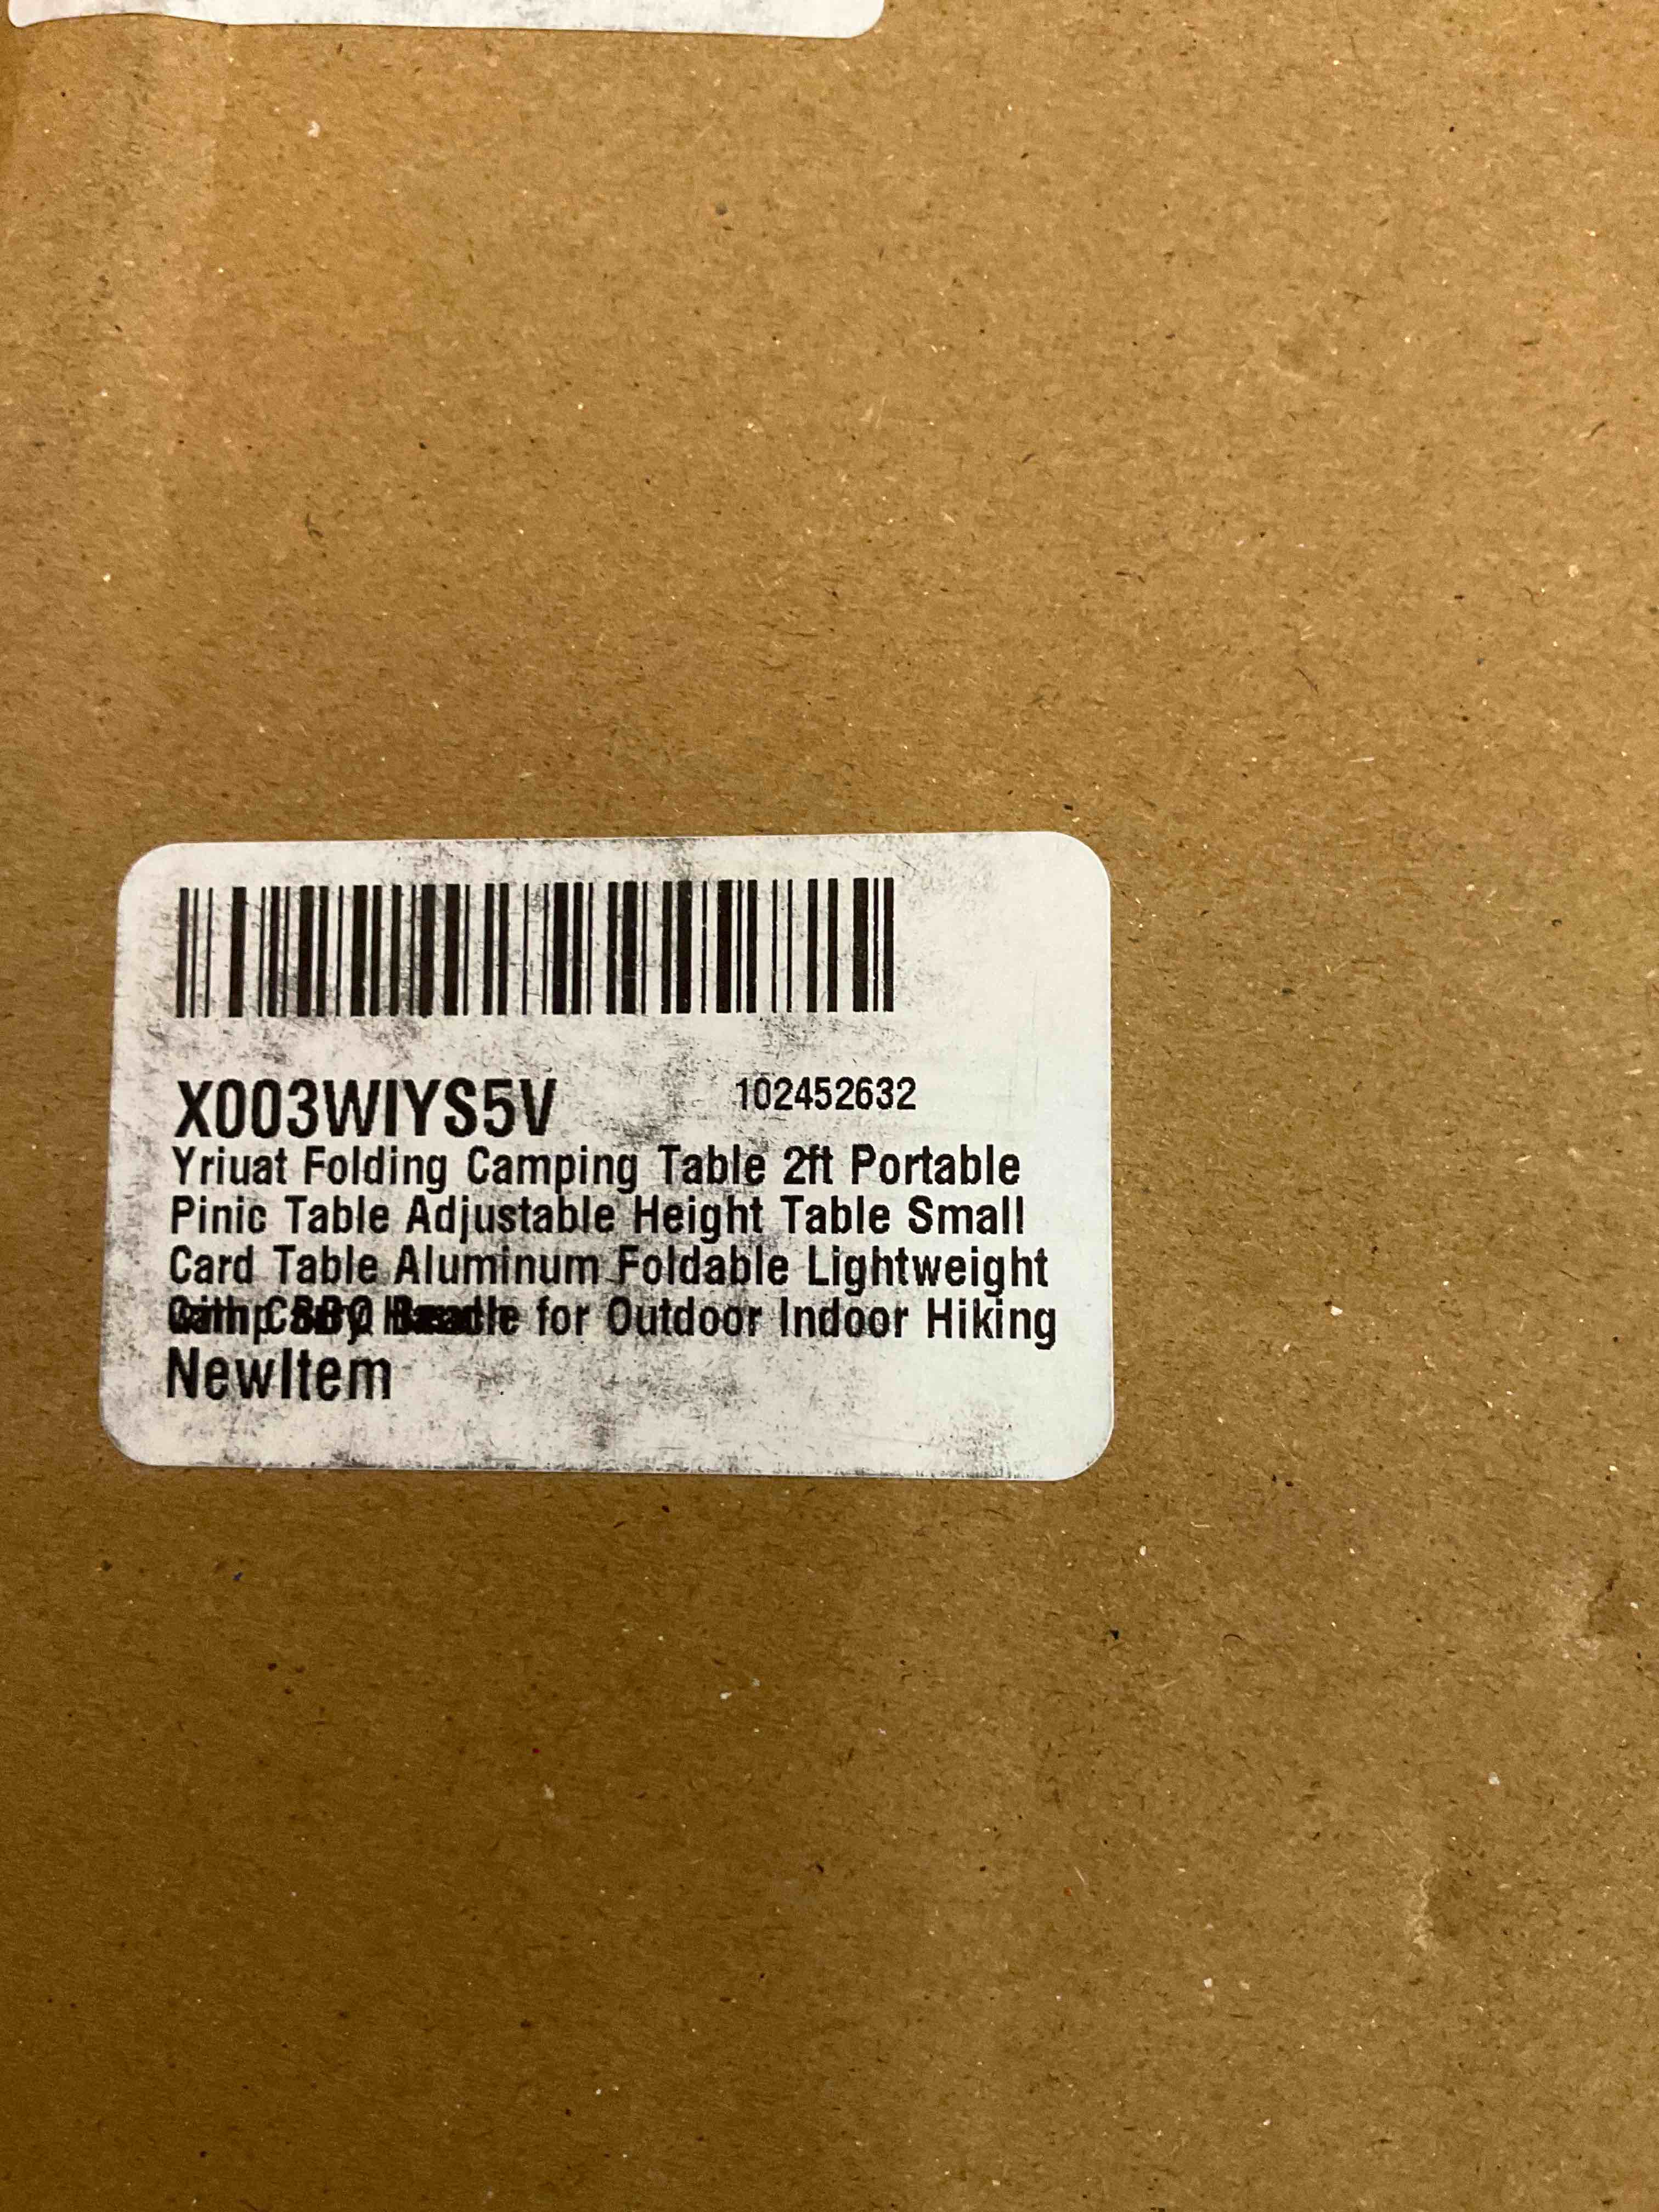 X003WIYS5V 102452632
Yriuat Folding Camping Table 2ft Portable
Pinic Table Adjustable Height Table Small
Card Table Aluminum Foldable Lightweight
for Outdoor Indoor Hiking
NewItem